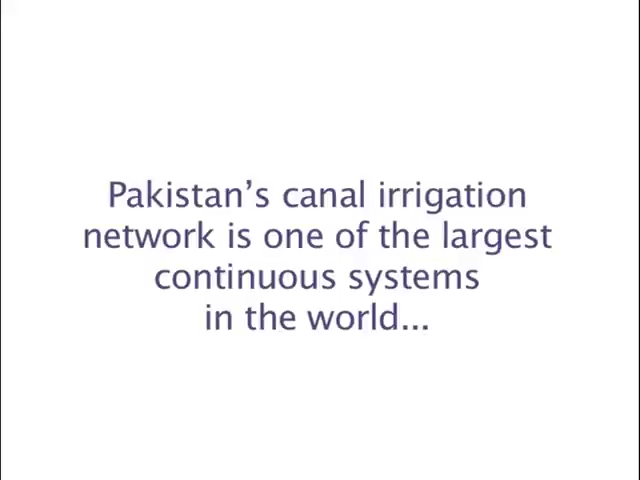 Pakistan’s canal irrigation
network is one of the largest
continuous systems
in the world...